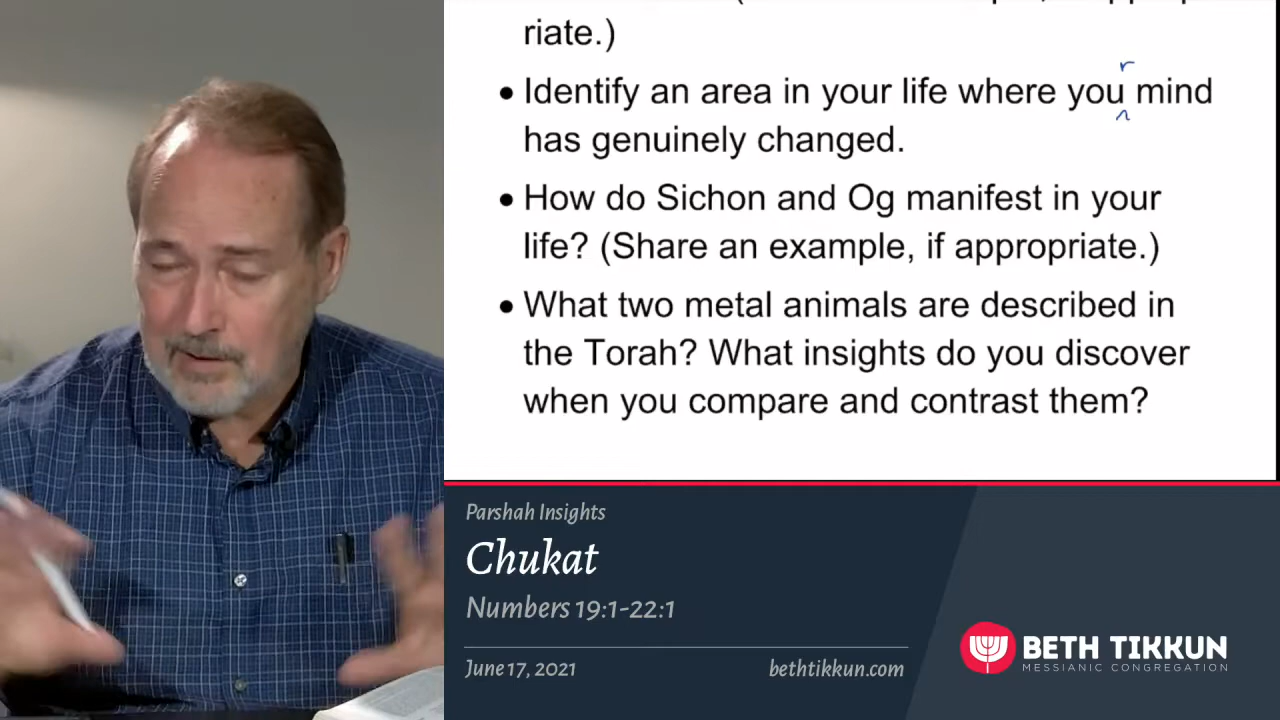 riate.)
• Identify an area in your life where you mind
r
^
has genuinely changed.
• How do Sichon and Og manifest in your
life? (Share an example, if appropriate.)
• What two metal animals are described in
the Torah? What insights do you discover
when you compare and contrast them?
Parshah Insights
Chukat
Numbers 19:1-22:1
June 17, 2021
bethtikkun.com
BETH TIKKUN
MESSIANIC CONGREGATION